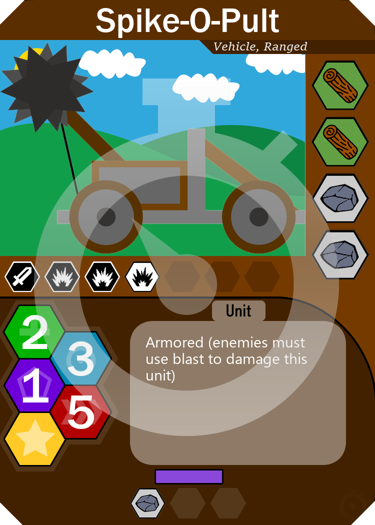 Spike-O-Pult
Vehicle, Ranged
Unit
2
3
1
5
Armored (enemies must
use blast to damage this
unit)